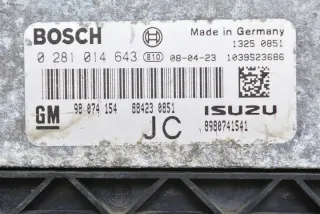 BOSCH Made in Germany
1325 0851
0 281 014 643 810 08-04-23 1039S23686
GM 98 074 154 88423 0851 ISUZU
JC 8980741541